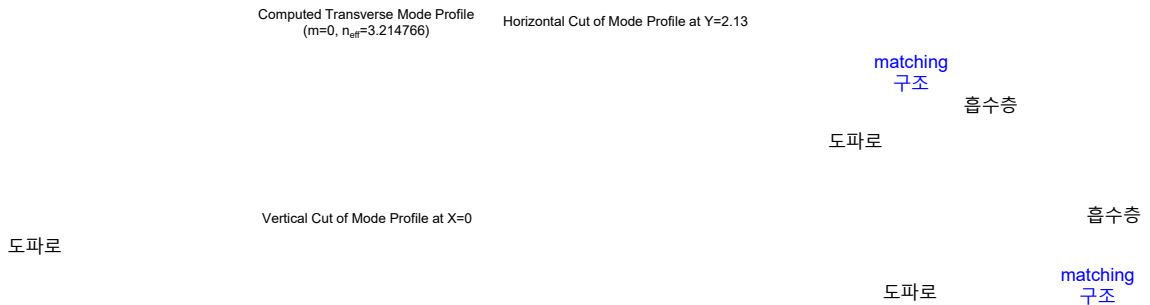 Computed Transverse Mode Profile
(m=0, neff=3.214766)
Horizontal Cut of Mode Profile at Y=2.13
matching
구조
흡수층
도파로
Vertical Cut of Mode Profile at X=0
흡수층
도파로
matching
구조
도파로